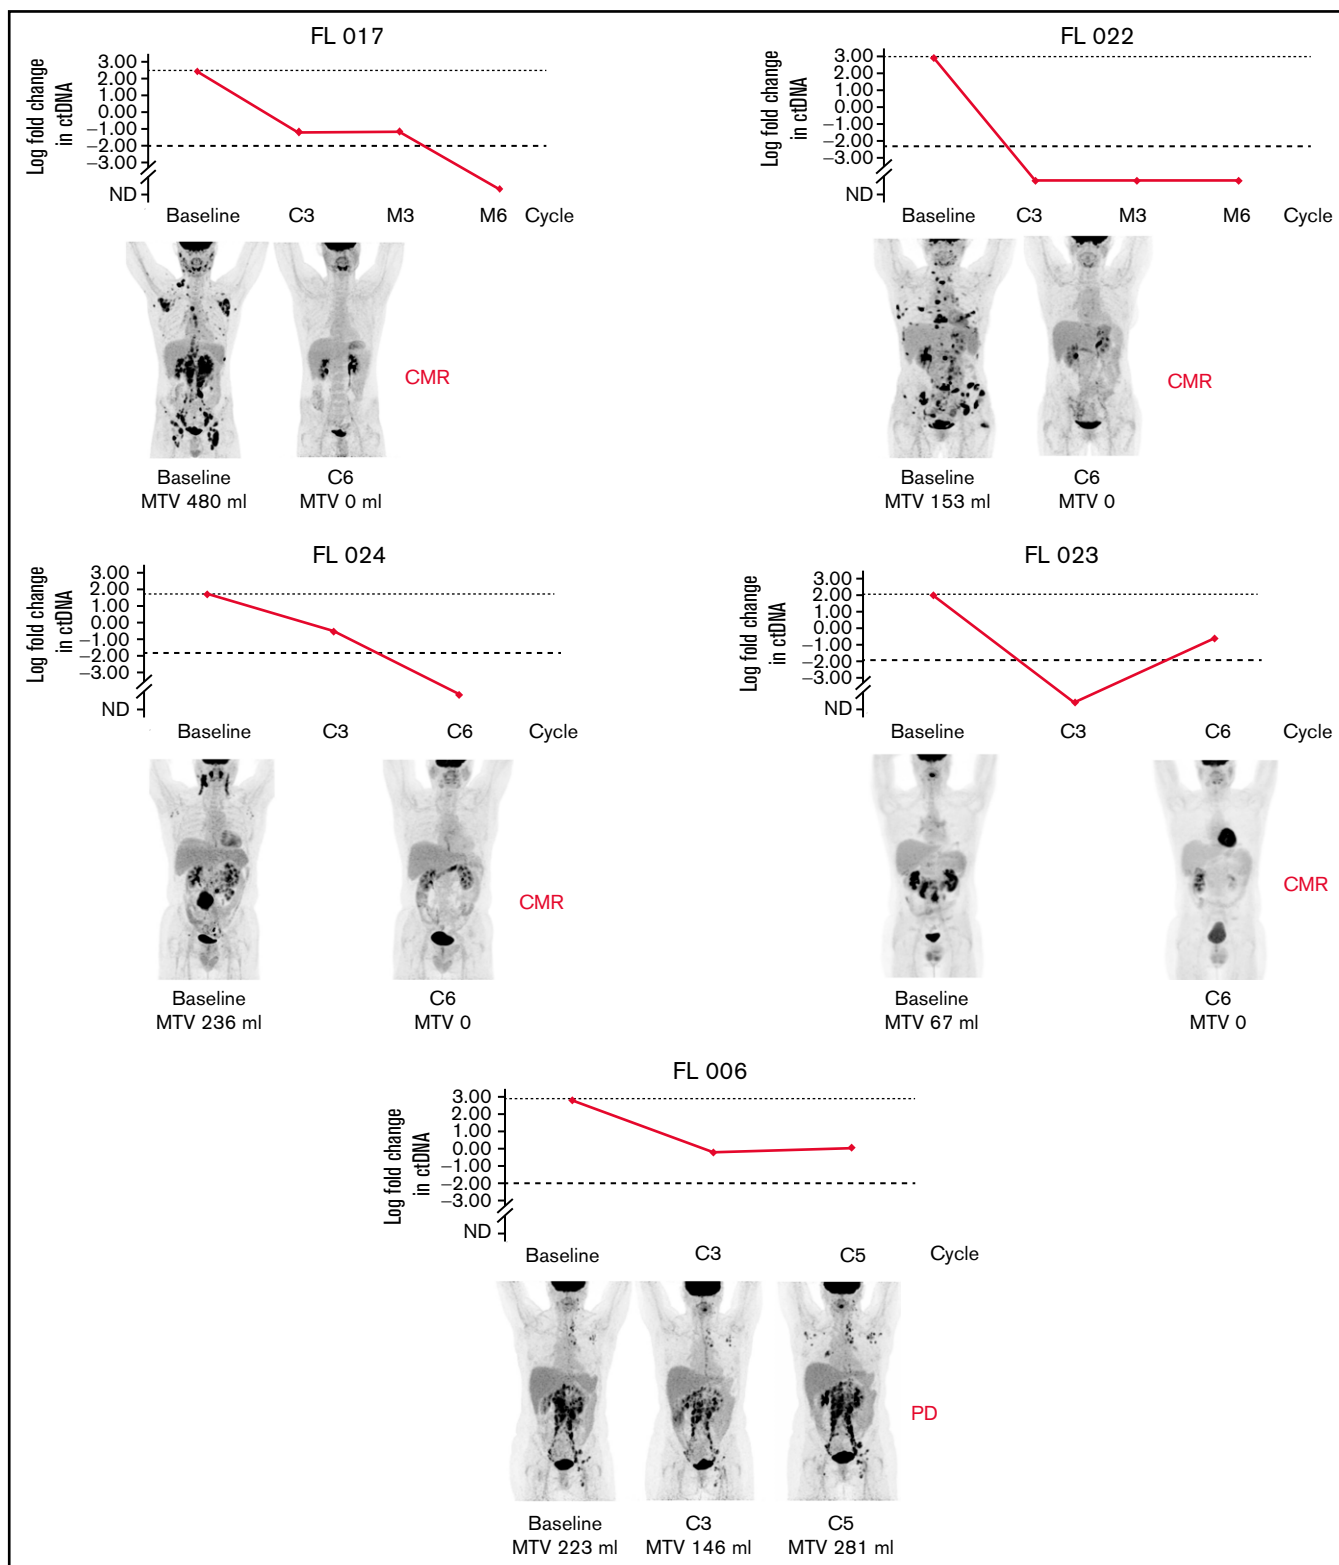 FL 017
Log fold change
in ctDNA
3.00
2.00
1.00
0.00
–1.00
–2.00
–3.00
ND
Baseline C3 M3 M6 Cycle
CMR
Baseline C6
MTV 480 ml MTV 0 ml
FL 022
Log fold change
in ctDNA
3.00
2.00
1.00
0.00
–1.00
–2.00
–3.00
ND
Baseline C3 M3 M6 Cycle
CMR
Baseline C6
MTV 153 ml MTV 0
FL 024
Log fold change
in ctDNA
3.00
2.00
1.00
0.00
–1.00
–2.00
–3.00
ND
Baseline C3 C6 Cycle
CMR
Baseline C6
MTV 236 ml MTV 0
FL 023
Log fold change
in ctDNA
3.00
2.00
1.00
0.00
–1.00
–2.00
–3.00
ND
Baseline C3 C6 Cycle
CMR
Baseline C6
MTV 67 ml MTV 0
FL 006
Log fold change
in ctDNA
3.00
2.00
1.00
0.00
–1.00
–2.00
–3.00
ND
Baseline C3 C5 Cycle
PD
Baseline C3 C5
MTV 223 ml MTV 146 ml MTV 281 ml